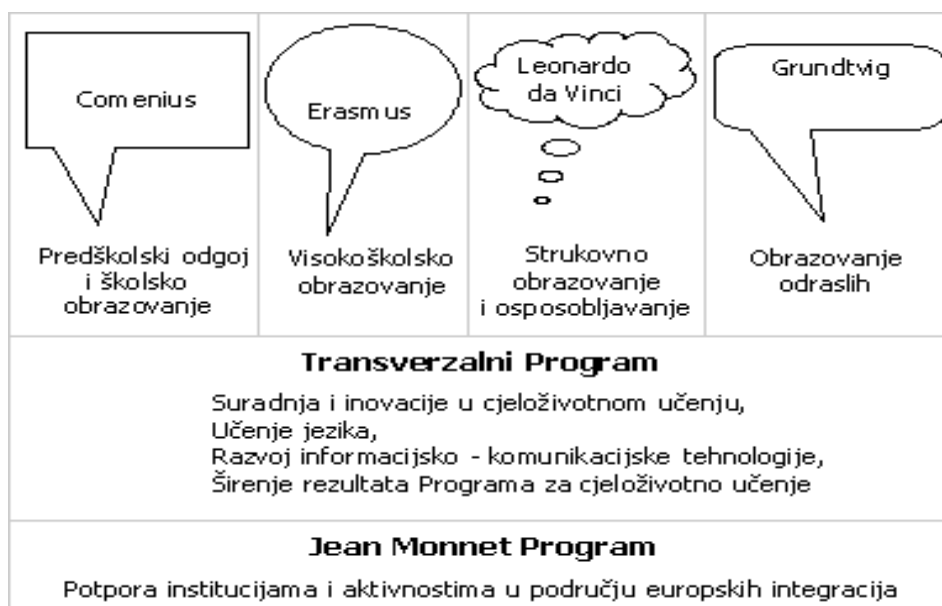 Comenius
Erasmus
Leonardo
da Vinci
Grundtvig
Predškolski odgoj
i školsko
obrazovanje
Visokoškolsko
obrazovanje
Strukovno
obrazovanje
i osposobljavanje
Obrazovanje
odraslih
Transverzalni Program
Suradnja i inovacije u cjeloživotnom učenju,
Učenje jezika,
Razvoj informacijsko - komunikacijske tehnologije,
Širenje rezultata Programa za cjeloživotno učenje
Jean Monnet Program
Potpora institucijama i aktivnostima u području europskih integracija